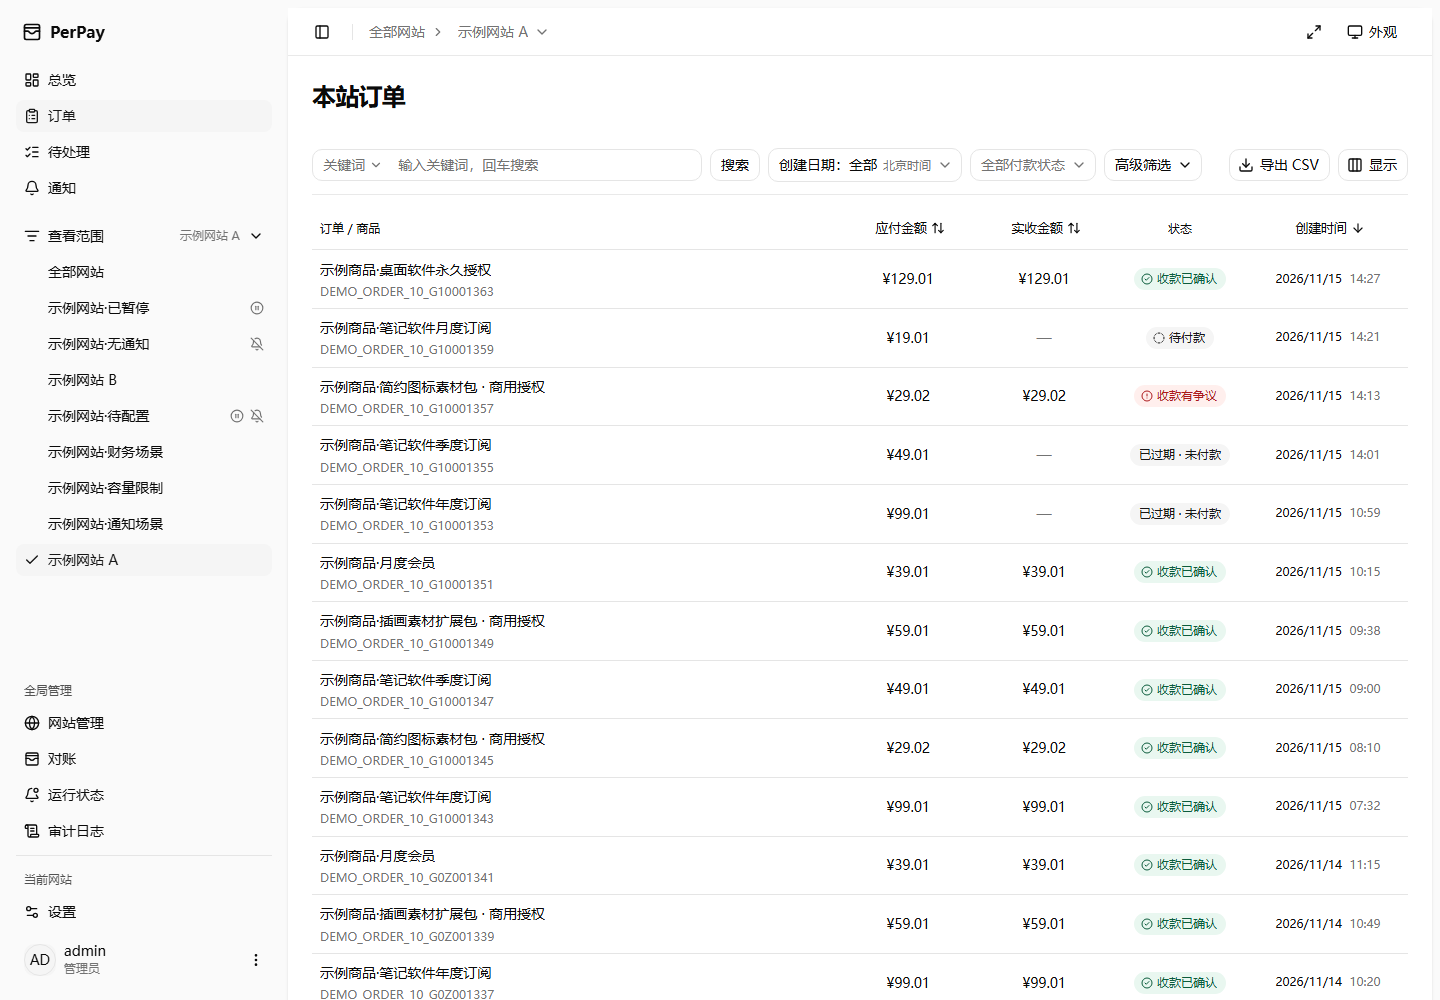 PerPay
总览
订单
待处理
通知
查看范围 示例网站 A
全部网站
示例网站·已暂停
示例网站·无通知
示例网站 B
示例网站·待配置
示例网站·财务场景
示例网站·容量限制
示例网站·通知场景
示例网站 A
全局管理
网站管理
对账
运行状态
审计日志
当前网站
设置
AD
admin
管理员
全部网站 示例网站 A 外观
本站订单
关键词 输入关键词，回车搜索 搜索 创建日期：全部 北京时间 全部付款状态 高级筛选 导出 CSV 显示
订单 / 商品 应付金额 实收金额 状态 创建时间
示例商品·桌面软件永久授权
DEMO_ORDER_10_G10001363
¥129.01 ¥129.01 收款已确认 2026/11/15 14:27
示例商品·笔记软件月度订阅
DEMO_ORDER_10_G10001359
¥19.01 — 待付款 2026/11/15 14:21
示例商品·简约图标素材包 · 商用授权
DEMO_ORDER_10_G10001357
¥29.02 ¥29.02 收款有争议 2026/11/15 14:13
示例商品·笔记软件季度订阅
DEMO_ORDER_10_G10001355
¥49.01 — 已过期 · 未付款 2026/11/15 14:01
示例商品·笔记软件年度订阅
DEMO_ORDER_10_G10001353
¥99.01 — 已过期 · 未付款 2026/11/15 10:59
示例商品·月度会员
DEMO_ORDER_10_G10001351
¥39.01 ¥39.01 收款已确认 2026/11/15 10:15
示例商品·插画素材扩展包 · 商用授权
DEMO_ORDER_10_G10001349
¥59.01 ¥59.01 收款已确认 2026/11/15 09:38
示例商品·笔记软件季度订阅
DEMO_ORDER_10_G10001347
¥49.01 ¥49.01 收款已确认 2026/11/15 09:00
示例商品·简约图标素材包 · 商用授权
DEMO_ORDER_10_G10001345
¥29.02 ¥29.02 收款已确认 2026/11/15 08:10
示例商品·笔记软件年度订阅
DEMO_ORDER_10_G10001343
¥99.01 ¥99.01 收款已确认 2026/11/15 07:32
示例商品·月度会员
DEMO_ORDER_10_G0Z001341
¥39.01 ¥39.01 收款已确认 2026/11/14 11:15
示例商品·插画素材扩展包 · 商用授权
DEMO_ORDER_10_G0Z001339
¥59.01 ¥59.01 收款已确认 2026/11/14 10:49
示例商品·笔记软件年度订阅
DEMO_ORDER_10_G0Z001337
¥99.01 ¥99.01 收款已确认 2026/11/14 10:20